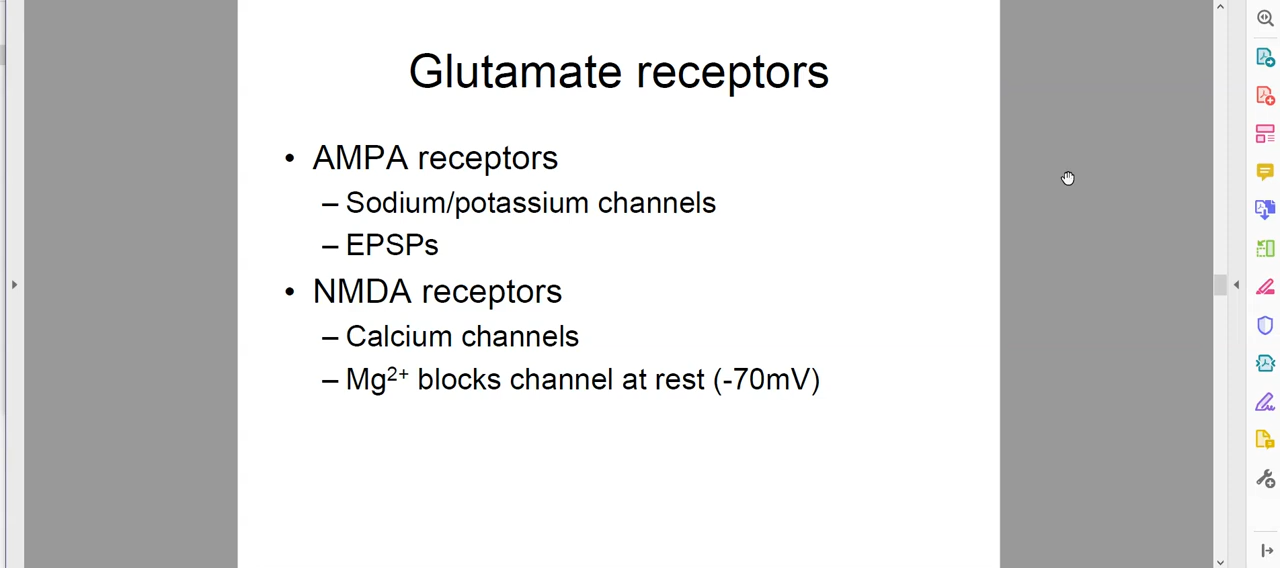 Glutamate receptors
• AMPA receptors
– Sodium/potassium channels
– EPSPs
• NMDA receptors
– Calcium channels
– Mg²⁺ blocks channel at rest (-70mV)